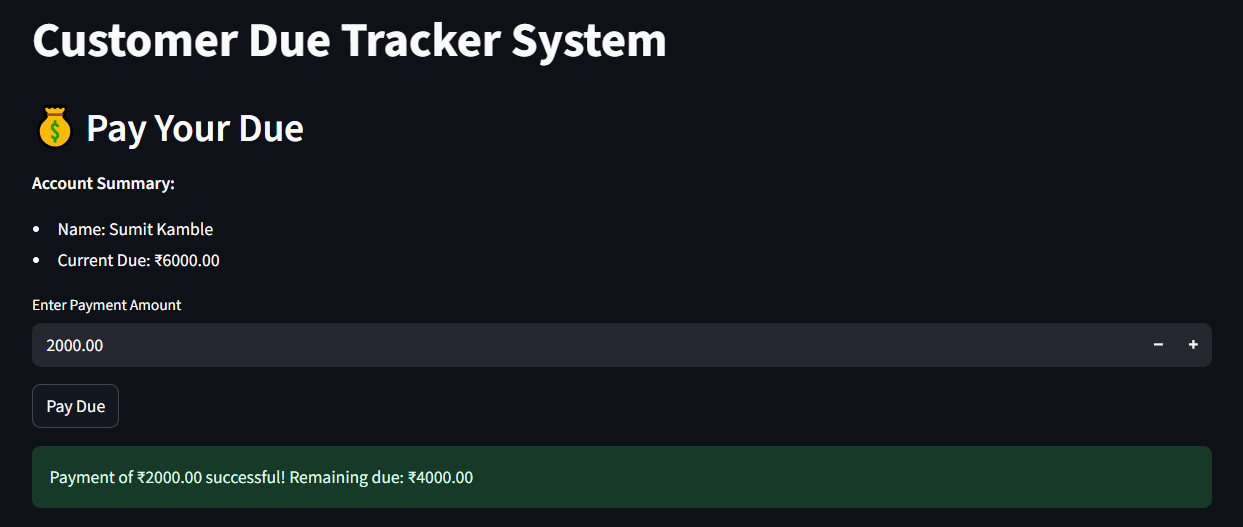 Customer Due Tracker System
Pay Your Due
Account Summary:
Name: Sumit Kamble
Current Due: ₹6000.00
Enter Payment Amount
2000.00
Pay Due
Payment of ₹2000.00 successful! Remaining due: ₹4000.00